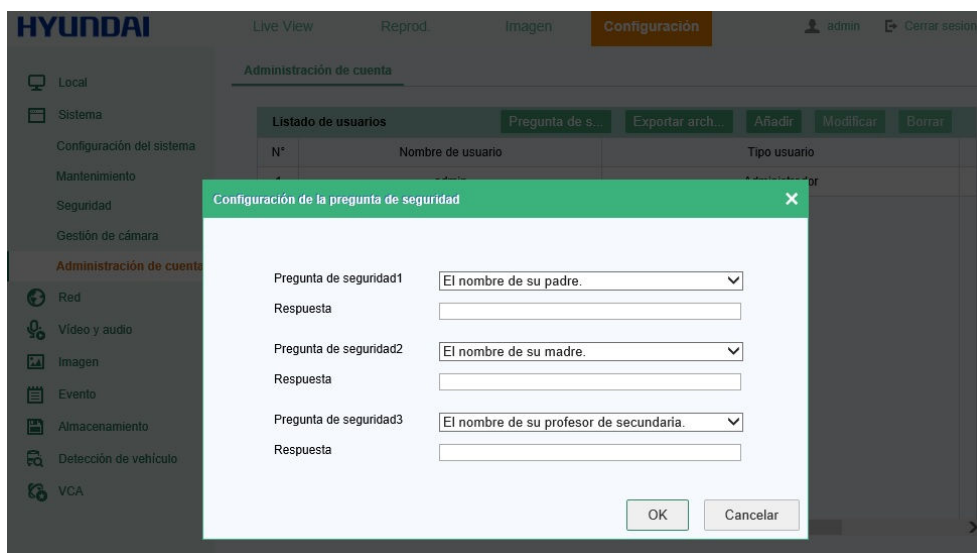 HYUNDAI
Live View
Reprod.
Imagen
Configuración
admin
Cerrar sesion
Administración de cuenta
Local
Sistema
Configuración del sistema
Mantenimiento
Seguridad
Gestión de cámara
Administración de cuenta
Red
Vídeo y audio
Imagen
Evento
Almacenamiento
Detección de vehículo
VCA
Listado de usuarios
Pregunta de s...
Exportar arch...
Añadir
Modificar
Borrar
N°
Nombre de usuario
Tipo usuario
1
admin
Administrador
Configuración de la pregunta de seguridad
Pregunta de seguridad1
El nombre de su padre.
Respuesta
Pregunta de seguridad2
El nombre de su madre.
Respuesta
Pregunta de seguridad3
El nombre de su profesor de secundaria.
Respuesta
OK
Cancelar